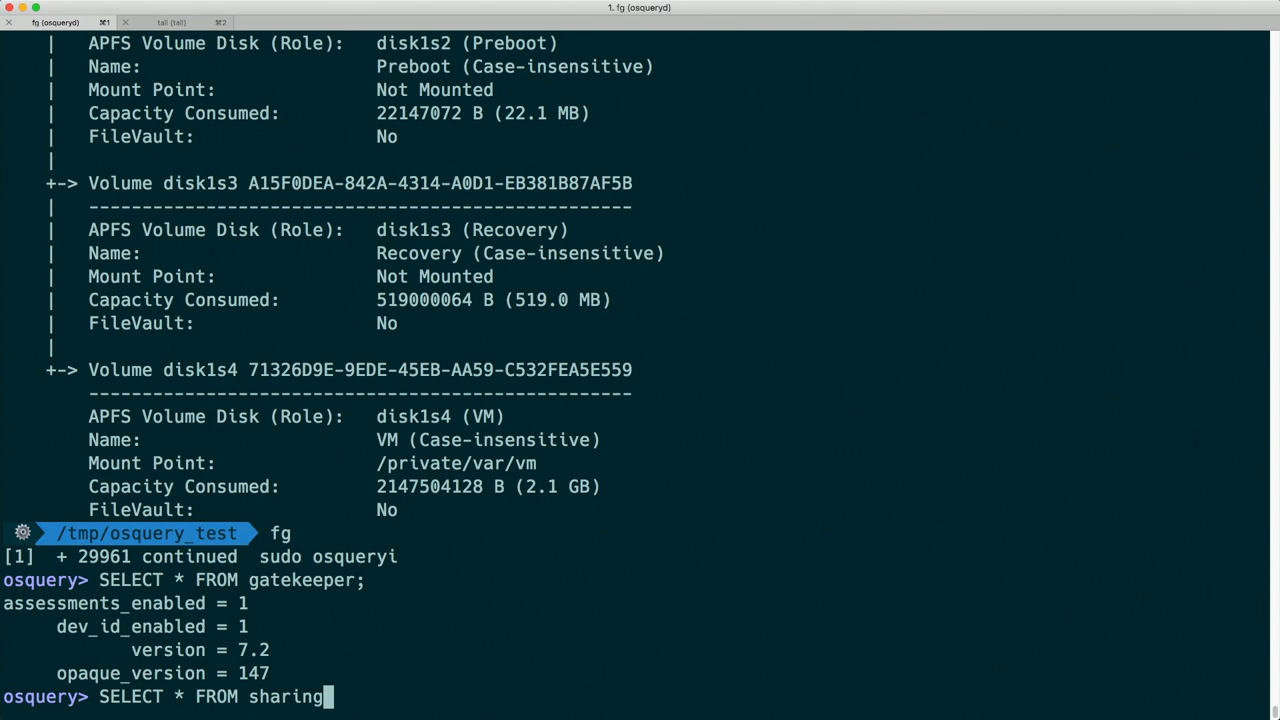 1. fg (osqueryd)
fg (osqueryd) ⌘1 tall (tall) ⌘2
| APFS Volume Disk (Role): disk1s2 (Preboot)
| Name: Preboot (Case-insensitive)
| Mount Point: Not Mounted
| Capacity Consumed: 22147072 B (22.1 MB)
| FileVault: No
|
+-> Volume disk1s3 A15F0DEA-842A-4314-A0D1-EB381B87AF5B
| ---------------------------------------------------
| APFS Volume Disk (Role): disk1s3 (Recovery)
| Name: Recovery (Case-insensitive)
| Mount Point: Not Mounted
| Capacity Consumed: 519000064 B (519.0 MB)
| FileVault: No
|
+-> Volume disk1s4 71326D9E-9EDE-45EB-AA59-C532FEA5E559
---------------------------------------------------
APFS Volume Disk (Role): disk1s4 (VM)
Name: VM (Case-insensitive)
Mount Point: /private/var/vm
Capacity Consumed: 2147504128 B (2.1 GB)
FileVault: No
/tmp/osquery_test fg
[1] + 29961 continued sudo osqueryi
osquery> SELECT * FROM gatekeeper;
assessments_enabled = 1
dev_id_enabled = 1
version = 7.2
opaque_version = 147
osquery> SELECT * FROM sharing